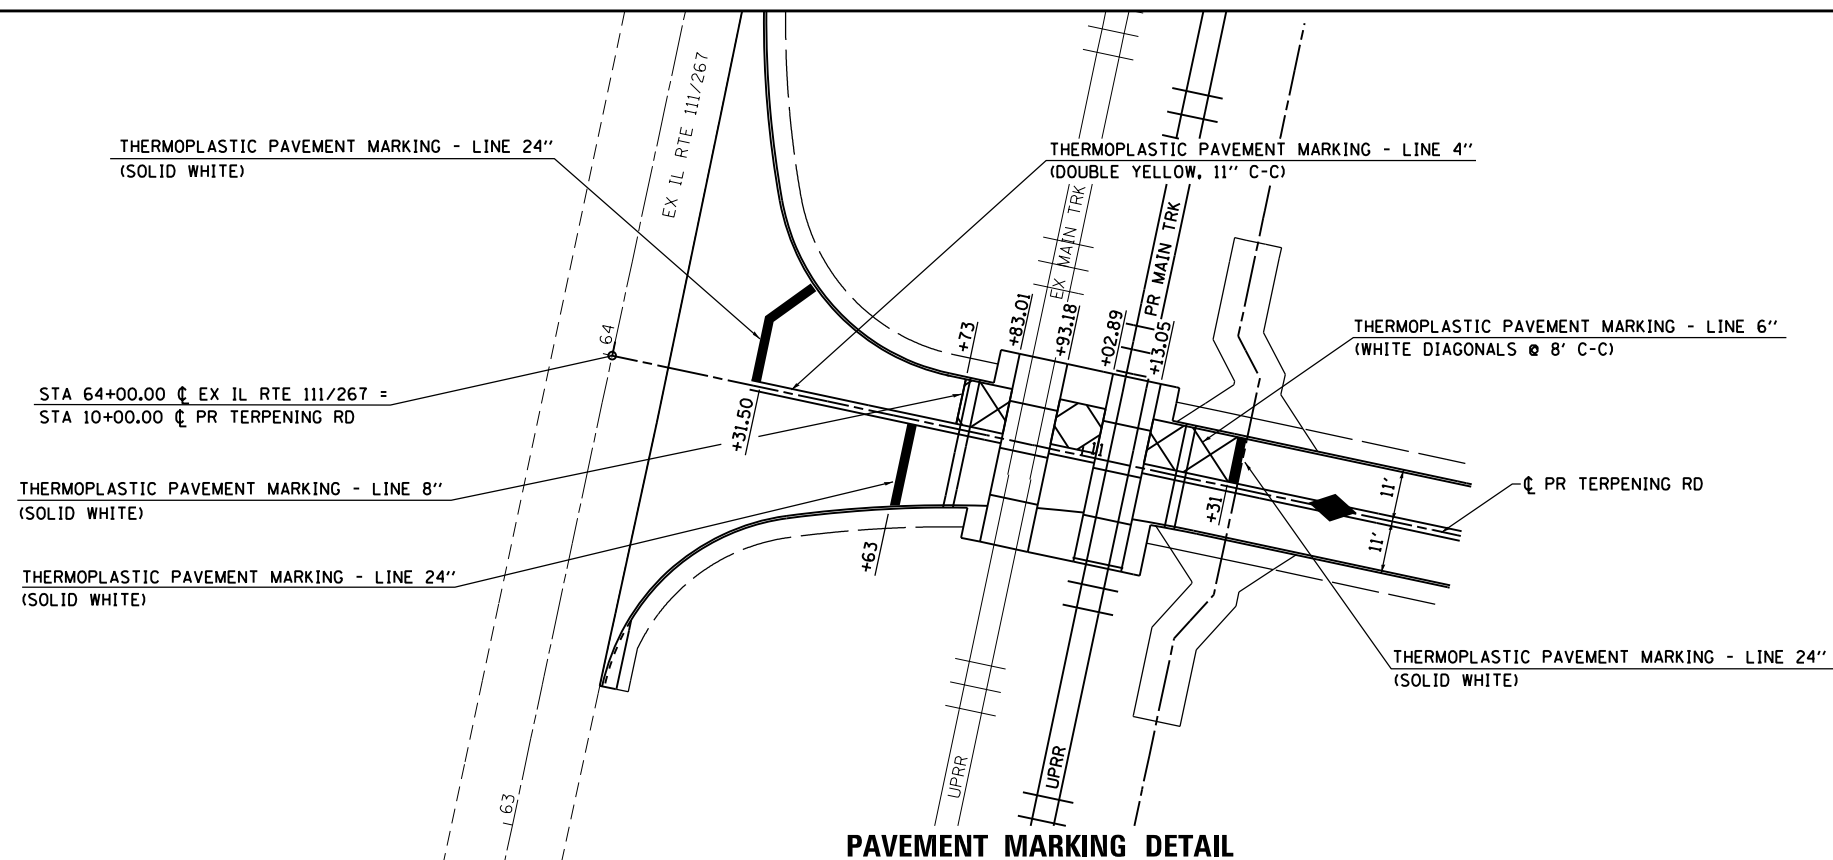 EX IL RTE 111/267
THERMOPLASTIC PAVEMENT MARKING - LINE 24"
(SOLID WHITE)
THERMOPLASTIC PAVEMENT MARKING - LINE 4"
(DOUBLE YELLOW, 11" C-C)
EX MAIN TRK
PR MAIN TRK
64
+73
+83.01
+93.18
+02.89
+13.05
THERMOPLASTIC PAVEMENT MARKING - LINE 6"
(WHITE DIAGONALS @ 8' C-C)
STA 64+00.00 ℄ EX IL RTE 111/267 =
STA 10+00.00 ℄ PR TERPENING RD
+31.50
11
THERMOPLASTIC PAVEMENT MARKING - LINE 8"
(SOLID WHITE)
+31
11'
℄ PR TERPENING RD
11'
+63
THERMOPLASTIC PAVEMENT MARKING - LINE 24"
(SOLID WHITE)
THERMOPLASTIC PAVEMENT MARKING - LINE 24"
(SOLID WHITE)
63
UPRR
UPRR
PAVEMENT MARKING DETAIL